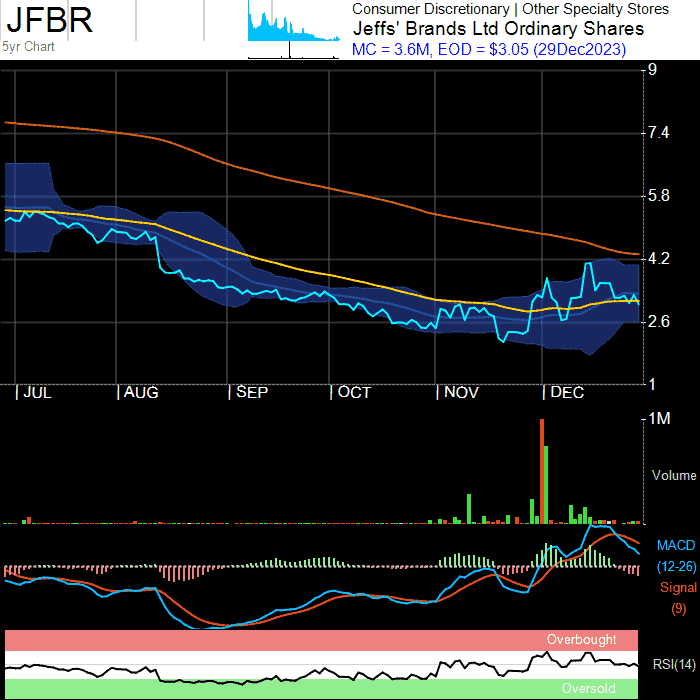 JFBR
5yr Chart
Consumer Discretionary | Other Specialty Stores
Jeffs' Brands Ltd Ordinary Shares
MC = 3.6M, EOD = $3.05 (29Dec2023)
9
7.4
5.8
4.2
2.6
1
JUL AUG SEP OCT NOV DEC
1M
Volume
MACD
(12-26)
Signal
(9)
Overbought
RSI(14)
Oversold